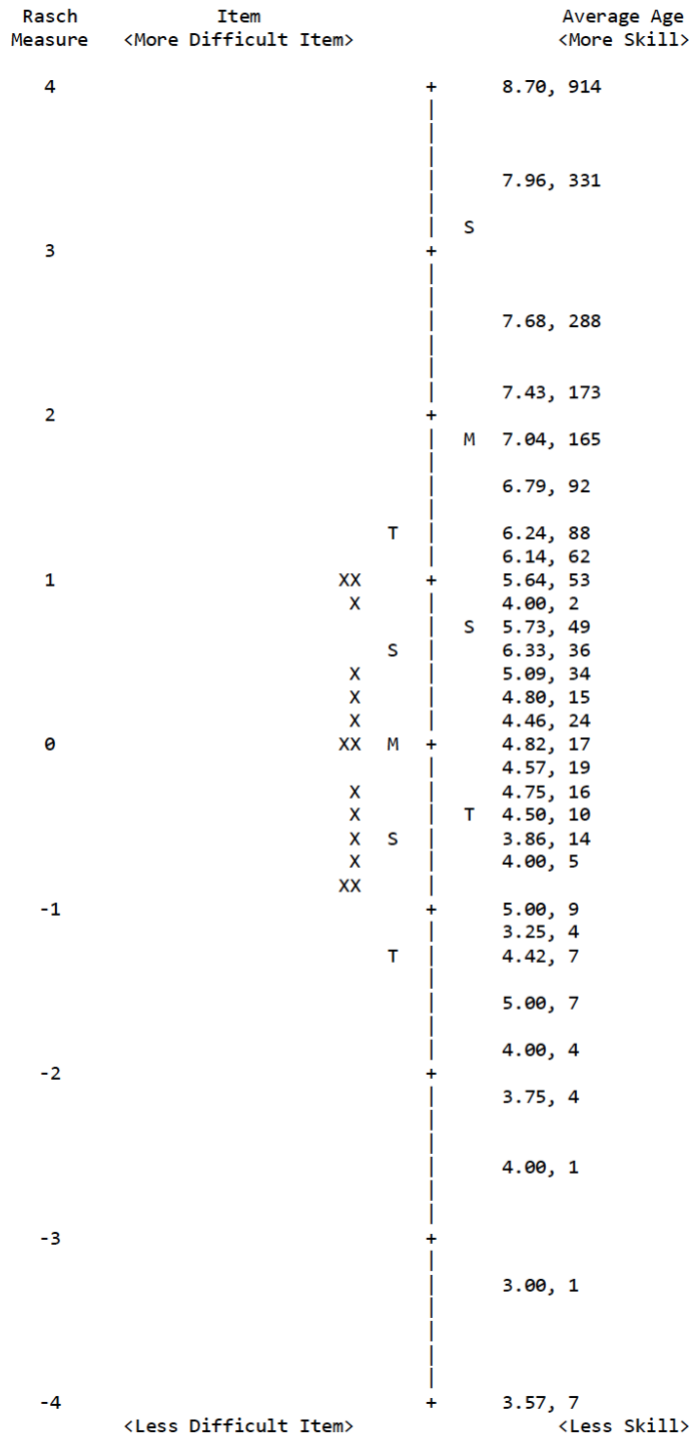 Rasch Item Average Age
Measure <More Difficult Item> <More Skill>
4 + 8.70, 914
|
|
|
| 7.96, 331
|
| S
3 +
|
|
| 7.68, 288
|
|
| 7.43, 173
2 +
| M 7.04, 165
|
| 6.79, 92
|
T | 6.24, 88
| 6.14, 62
1 XX + 5.64, 53
X | 4.00, 2
| S 5.73, 49
S | 6.33, 36
X | 5.09, 34
X | 4.80, 15
X | 4.46, 24
0 XX M + 4.82, 17
| 4.57, 19
X | 4.75, 16
X | T 4.50, 10
X S | 3.86, 14
X | 4.00, 5
XX |
-1 + 5.00, 9
| 3.25, 4
T | 4.42, 7
|
| 5.00, 7
|
| 4.00, 4
-2 +
| 3.75, 4
|
|
| 4.00, 1
|
|
-3 +
|
| 3.00, 1
|
|
|
|
-4 + 3.57, 7
<Less Difficult Item> <Less Skill>